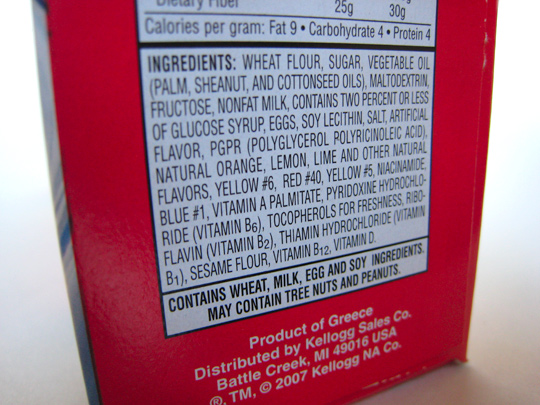 Dietary Fiber 25g 30g
Calories per gram: Fat 9 • Carbohydrate 4 • Protein 4
INGREDIENTS: WHEAT FLOUR, SUGAR, VEGETABLE OIL
(PALM, SHEANUT, AND COTTONSEED OILS), MALTODEXTRIN,
FRUCTOSE, NONFAT MILK, CONTAINS TWO PERCENT OR LESS
OF GLUCOSE SYRUP, EGGS, SOY LECITHIN, SALT, ARTIFICIAL
FLAVOR, PGPR (POLYGLYCEROL POLYRICINOLEIC ACID),
NATURAL ORANGE, LEMON, LIME AND OTHER NATURAL
FLAVORS, YELLOW #6, RED #40, YELLOW #5, NIACINAMIDE,
BLUE #1, VITAMIN A PALMITATE, PYRIDOXINE HYDROCHLO-
RIDE (VITAMIN B6), TOCOPHEROLS FOR FRESHNESS, RIBO-
FLAVIN (VITAMIN B2), THIAMIN HYDROCHLORIDE (VITAMIN
B1), SESAME FLOUR, VITAMIN B12, VITAMIN D.
CONTAINS WHEAT, MILK, EGG AND SOY INGREDIENTS.
MAY CONTAIN TREE NUTS AND PEANUTS.
Product of Greece
Distributed by Kellogg Sales Co.
Battle Creek, MI 49016 USA
®, TM, © 2007 Kellogg NA Co.